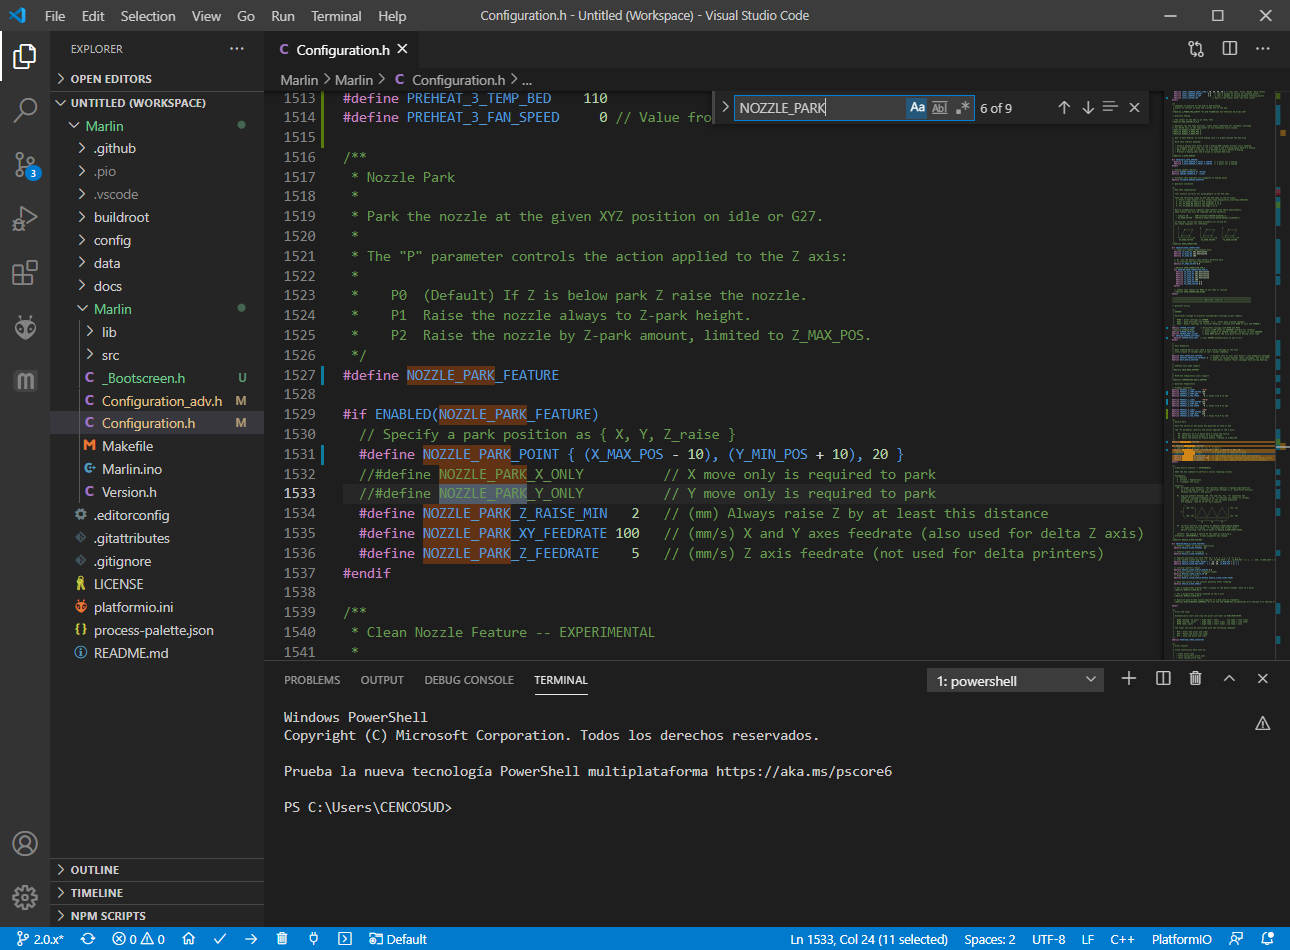 File Edit Selection View Go Run Terminal Help
Configuration.h - Untitled (Workspace) - Visual Studio Code
EXPLORER
OPEN EDITORS
UNTITLED (WORKSPACE)
Marlin
.github
.pio
.vscode
buildroot
config
data
docs
Marlin
lib
src
_Bootscreen.h U
Configuration_adv.h M
Configuration.h M
Makefile
Marlin.ino
Version.h
.editorconfig
.gitattributes
.gitignore
LICENSE
platformio.ini
process-palette.json
README.md
OUTLINE
TIMELINE
NPM SCRIPTS
3
Configuration.h
Marlin > Marlin > Configuration.h > ...
NOZZLE_PARK Aa Abl .* 6 of 9
1513 #define PREHEAT_3_TEMP_BED 110
1514 #define PREHEAT_3_FAN_SPEED 0 // Value fro
1515
1516 /**
1517 * Nozzle Park
1518 *
1519 * Park the nozzle at the given XYZ position on idle or G27.
1520 *
1521 * The "P" parameter controls the action applied to the Z axis:
1522 *
1523 * P0 (Default) If Z is below park Z raise the nozzle.
1524 * P1 Raise the nozzle always to Z-park height.
1525 * P2 Raise the nozzle by Z-park amount, limited to Z_MAX_POS.
1526 */
1527 #define NOZZLE_PARK_FEATURE
1528
1529 #if ENABLED(NOZZLE_PARK_FEATURE)
1530 // Specify a park position as { X, Y, Z_raise }
1531 #define NOZZLE_PARK_POINT { (X_MAX_POS - 10), (Y_MIN_POS + 10), 20 }
1532 //#define NOZZLE_PARK_X_ONLY // X move only is required to park
1533 //#define NOZZLE_PARK_Y_ONLY // Y move only is required to park
1534 #define NOZZLE_PARK_Z_RAISE_MIN 2 // (mm) Always raise Z by at least this distance
1535 #define NOZZLE_PARK_XY_FEEDRATE 100 // (mm/s) X and Y axes feedrate (also used for delta Z axis)
1536 #define NOZZLE_PARK_Z_FEEDRATE 5 // (mm/s) Z axis feedrate (not used for delta printers)
1537 #endif
1538
1539 /**
1540 * Clean Nozzle Feature -- EXPERIMENTAL
1541 *
PROBLEMS OUTPUT DEBUG CONSOLE TERMINAL
1: powershell
Windows PowerShell
Copyright (C) Microsoft Corporation. Todos los derechos reservados.
Prueba la nueva tecnología PowerShell multiplataforma https://aka.ms/pscore6
PS C:\Users\CENCOSUD>
2.0.x* 0 0 Default Ln 1533, Col 24 (11 selected) Spaces: 2 UTF-8 LF C++ PlatformIO